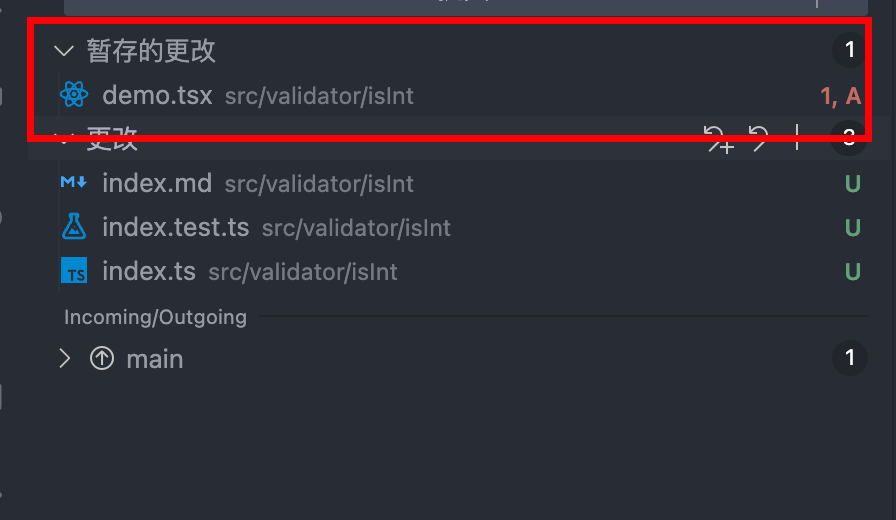 暂存的更改 1
demo.tsx src/validator/isInt 1, A
更改 3
index.md src/validator/isInt U
index.test.ts src/validator/isInt U
TS index.ts src/validator/isInt U
Incoming/Outgoing
main 1